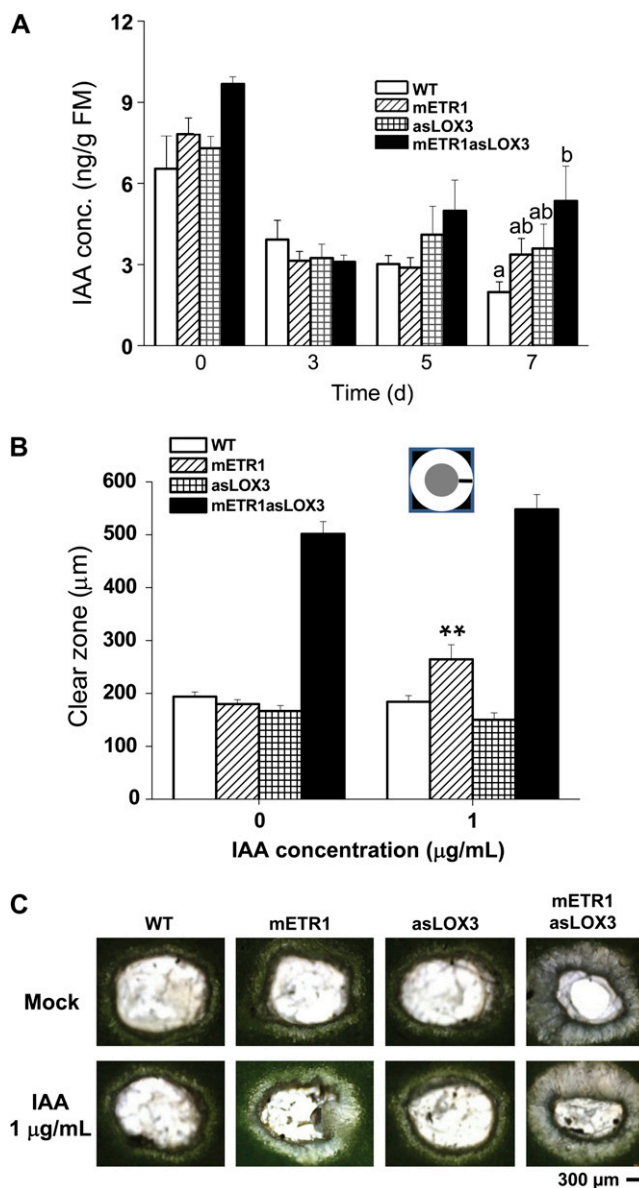 A
IAA conc. (ng/g FM)
12
9
6
3
0
WT
mETR1
asLOX3
mETR1asLOX3
a
ab
ab
b
0 3 5 7
Time (d)
B
WT
mETR1
asLOX3
mETR1asLOX3
Clear zone (μm)
600
500
400
300
200
100
0
**
0 1
IAA concentration (μg/mL)
C
WT mETR1 asLOX3 mETR1 asLOX3
Mock
IAA
1 μg/mL
300 μm